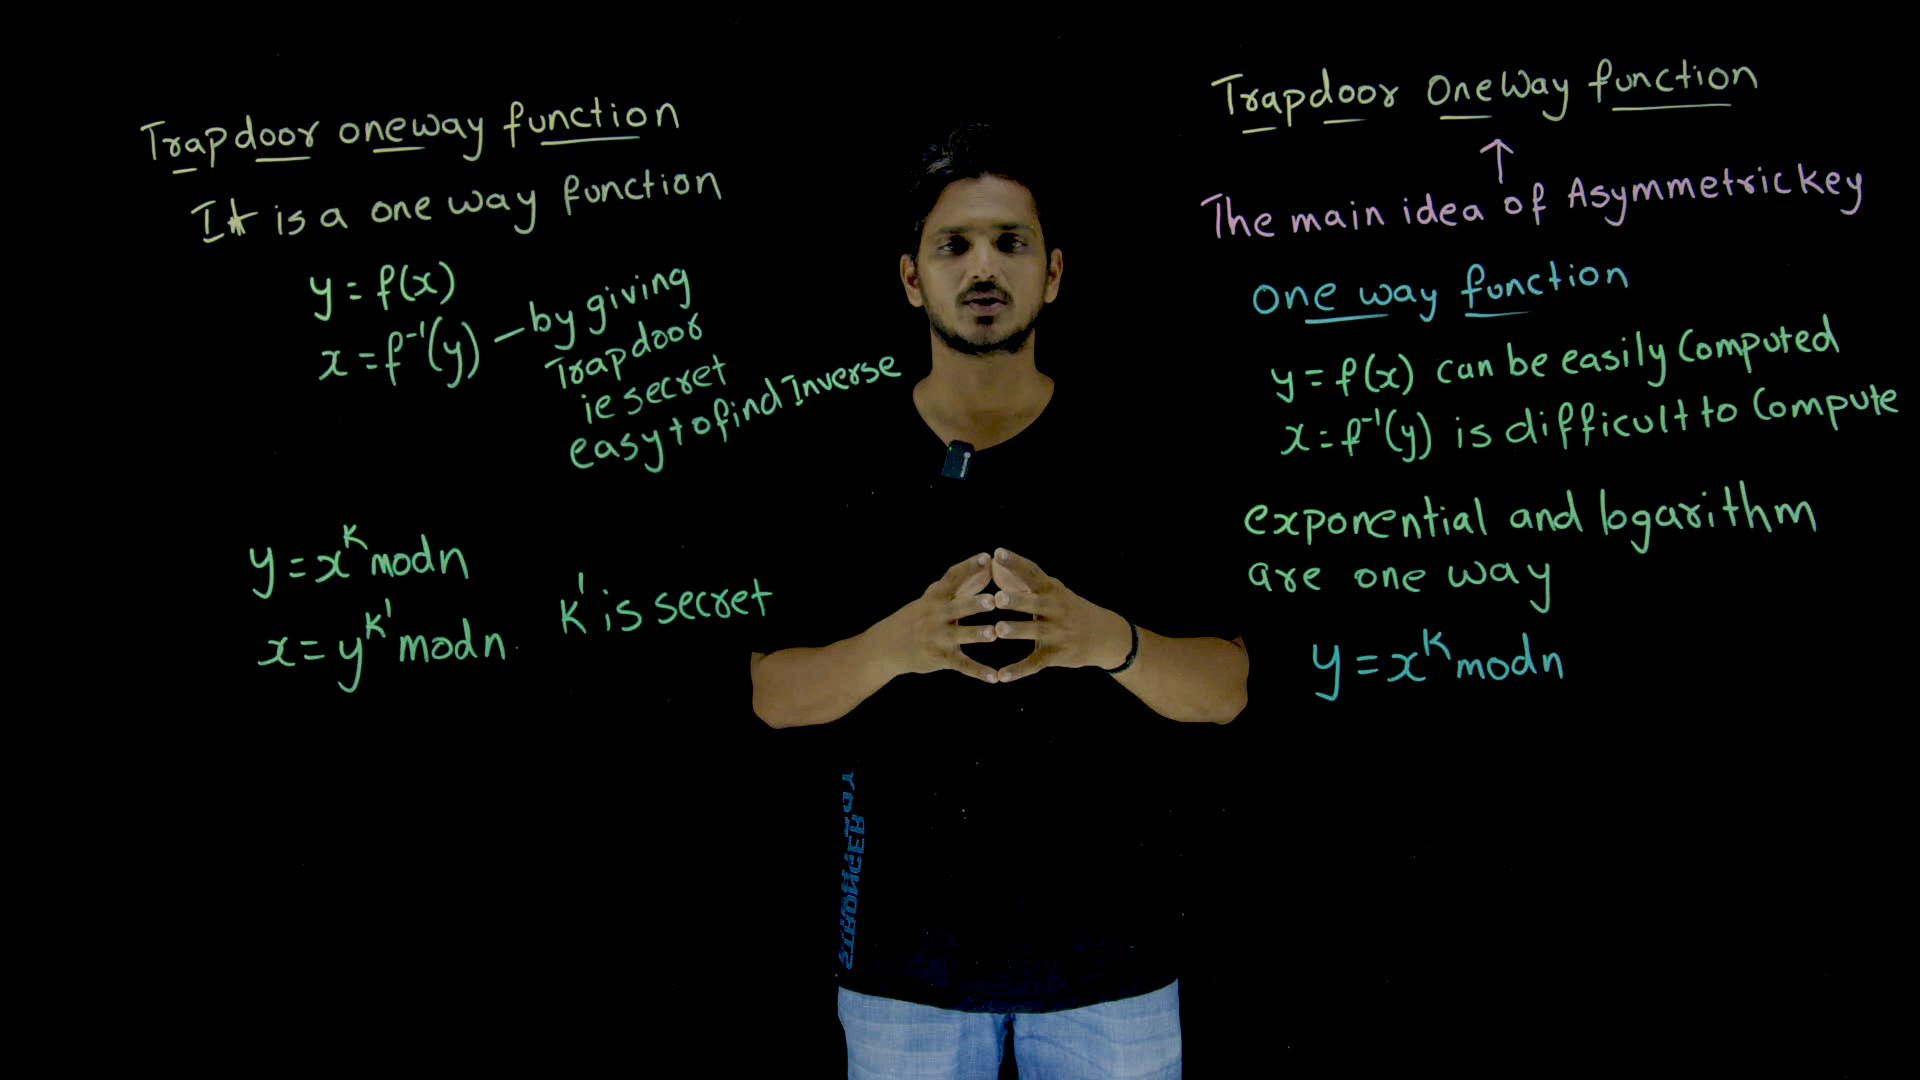 Trapdoor oneway function
It is a one way function
y = f(x)
x = f⁻¹(y) – by giving
Trapdoor
ie secret
easy to find Inverse
y = x^k mod n
x = y^k' mod n.
k' is secret
Trapdoor OneWay function
↑
The main idea of Asymmetric key
One way function
y = f(x) can be easily Computed
x = f⁻¹(y) is difficult to Compute
exponential and logarithm
are one way
y = x^k mod n